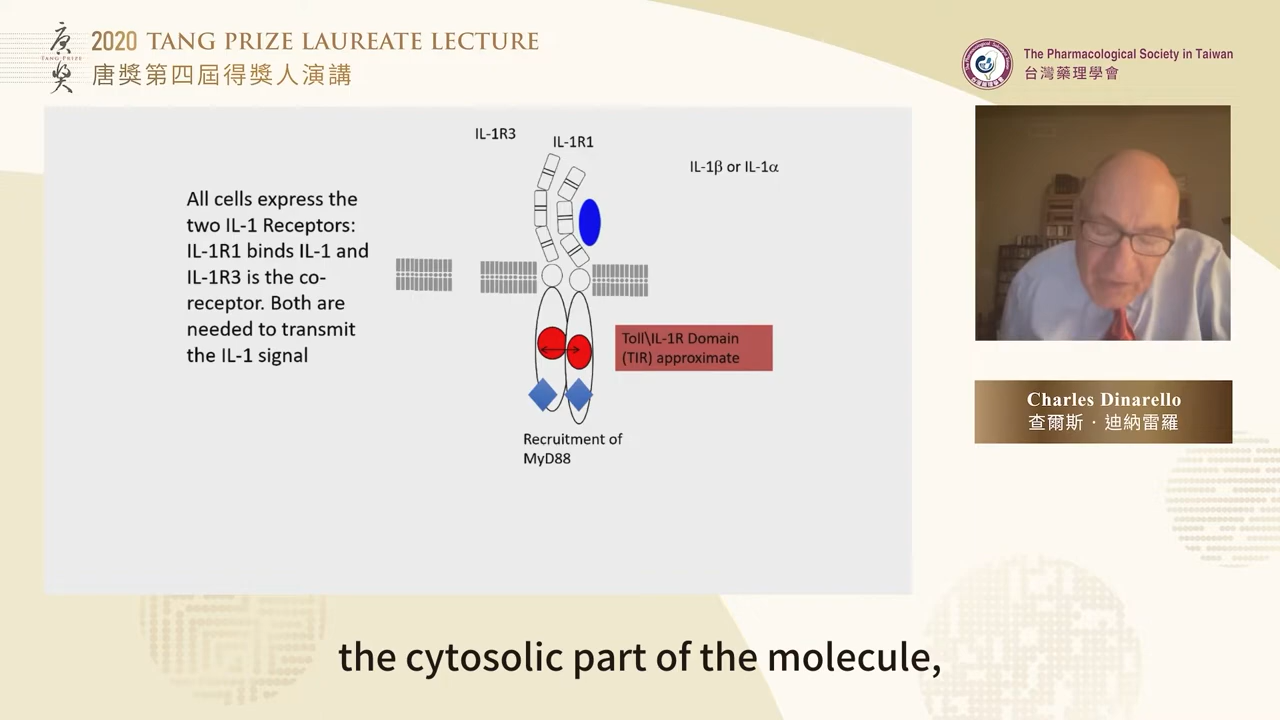 唐
TANG PRIZE
奖
2020 TANG PRIZE LAUREATE LECTURE
唐獎第四屆得獎人演講
The Pharmacological Society in Taiwan
台灣藥理學會
IL-1R3
IL-1R1
IL-1β or IL-1α
All cells express the
two IL-1 Receptors:
IL-1R1 binds IL-1 and
IL-1R3 is the co-
receptor. Both are
needed to transmit
the IL-1 signal
Toll\IL-1R Domain
(TIR) approximate
Recruitment of
MyD88
Charles Dinarello
查爾斯．迪納雷羅
the cytosolic part of the molecule,